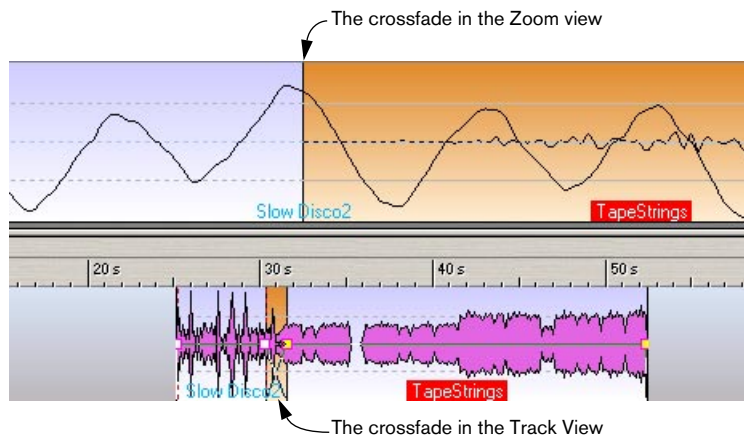 The crossfade in the Zoom view
Slow Disco2
TapeStrings
20 s
30 s
40 s
50 s
Slow Disco2
TapeStrings
The crossfade in the Track View